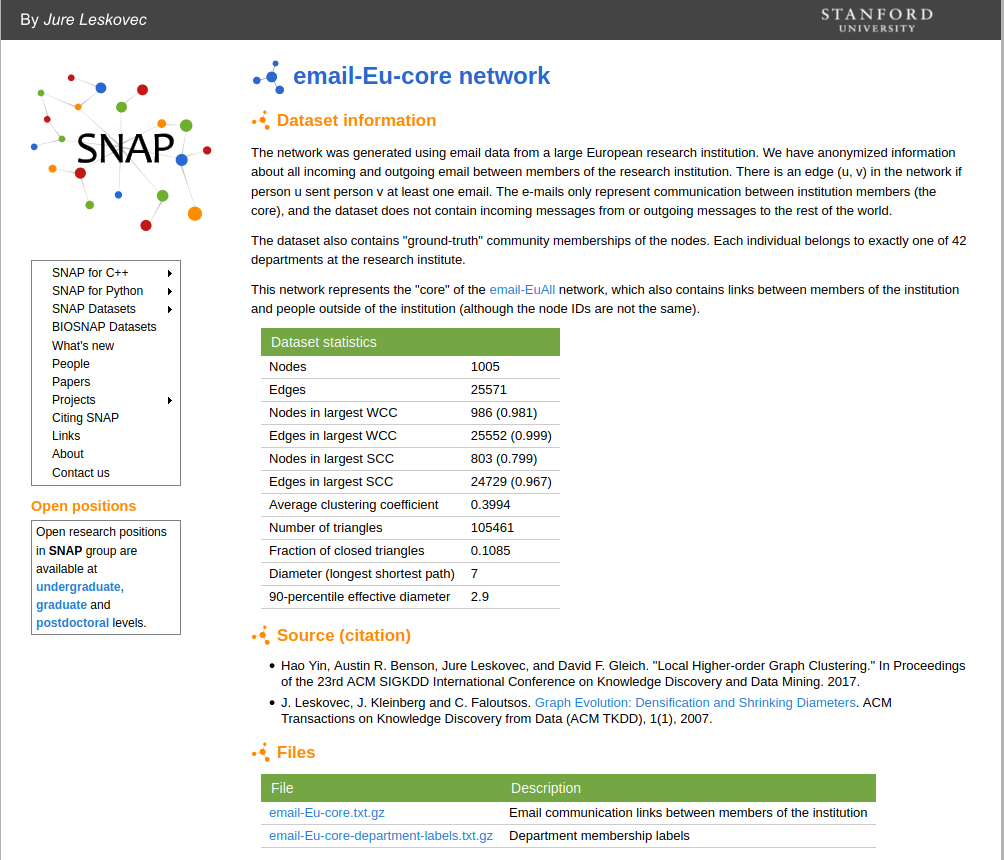 By Jure Leskovec
STANFORD
UNIVERSITY
SNAP
SNAP for C++
SNAP for Python
SNAP Datasets
BIOSNAP Datasets
What's new
People
Papers
Projects
Citing SNAP
Links
About
Contact us
Open positions
Open research positions
in SNAP group are
available at
undergraduate,
graduate and
postdoctoral levels.
email-Eu-core network
Dataset information
The network was generated using email data from a large European research institution. We have anonymized information
about all incoming and outgoing email between members of the research institution. There is an edge (u, v) in the network if
person u sent person v at least one email. The e-mails only represent communication between institution members (the
core), and the dataset does not contain incoming messages from or outgoing messages to the rest of the world.
The dataset also contains "ground-truth" community memberships of the nodes. Each individual belongs to exactly one of 42
departments at the research institute.
This network represents the "core" of the email-EuAll network, which also contains links between members of the institution
and people outside of the institution (although the node IDs are not the same).
Dataset statistics
Nodes 1005
Edges 25571
Nodes in largest WCC 986 (0.981)
Edges in largest WCC 25552 (0.999)
Nodes in largest SCC 803 (0.799)
Edges in largest SCC 24729 (0.967)
Average clustering coefficient 0.3994
Number of triangles 105461
Fraction of closed triangles 0.1085
Diameter (longest shortest path) 7
90-percentile effective diameter 2.9
Source (citation)
• Hao Yin, Austin R. Benson, Jure Leskovec, and David F. Gleich. "Local Higher-order Graph Clustering." In Proceedings
of the 23rd ACM SIGKDD International Conference on Knowledge Discovery and Data Mining. 2017.
• J. Leskovec, J. Kleinberg and C. Faloutsos. Graph Evolution: Densification and Shrinking Diameters. ACM
Transactions on Knowledge Discovery from Data (ACM TKDD), 1(1), 2007.
Files
File Description
email-Eu-core.txt.gz Email communication links between members of the institution
email-Eu-core-department-labels.txt.gz Department membership labels